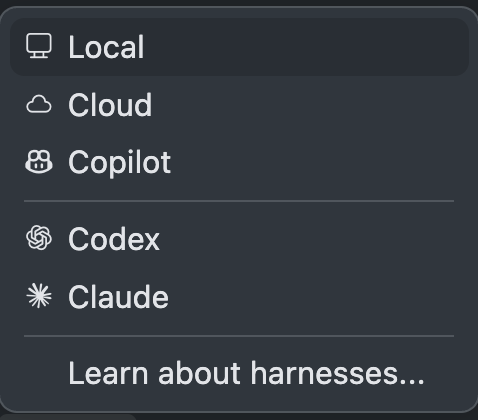 Local
Cloud
Copilot
Codex
Claude
Learn about harnesses...